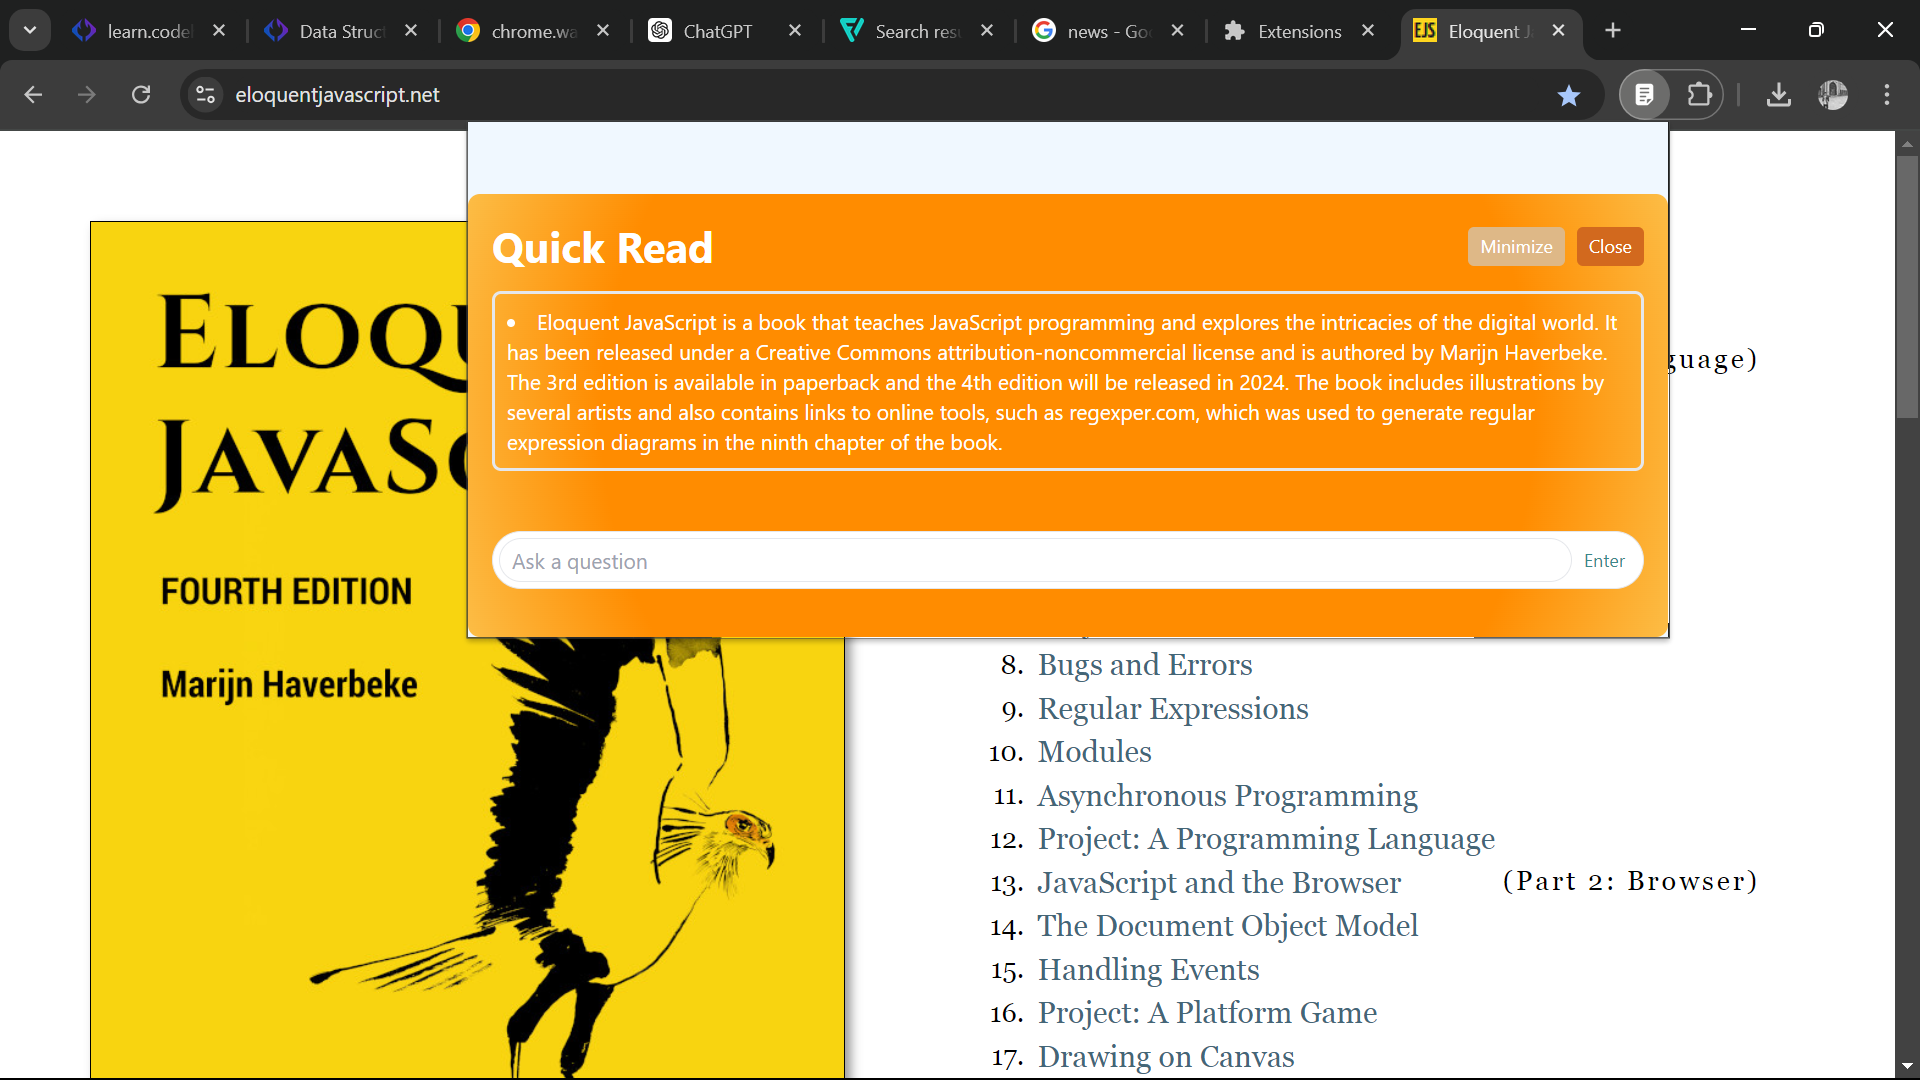 learn.code
Data Struc
chrome.wa
ChatGPT
Search res
news - Go
Extensions
EJS
Eloquent J
eloquentjavascript.net
Quick Read
Minimize
Close
• Eloquent JavaScript is a book that teaches JavaScript programming and explores the intricacies of the digital world. It
has been released under a Creative Commons attribution-noncommercial license and is authored by Marijn Haverbeke.
The 3rd edition is available in paperback and the 4th edition will be released in 2024. The book includes illustrations by
several artists and also contains links to online tools, such as regexper.com, which was used to generate regular
expression diagrams in the ninth chapter of the book.
Ask a question
Enter
ELOQU
JAVASC
FOURTH EDITION
Marijn Haverbeke
guage)
8. Bugs and Errors
9. Regular Expressions
10. Modules
11. Asynchronous Programming
12. Project: A Programming Language
13. JavaScript and the Browser
(Part 2: Browser)
14. The Document Object Model
15. Handling Events
16. Project: A Platform Game
17. Drawing on Canvas